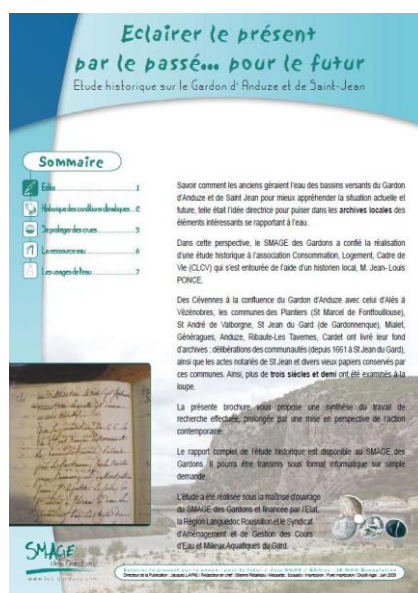 Eclairer le présent
par le passé... pour le futur
Etude historique sur le Gardon d'Anduze et de Saint-Jean
Sommaire
Edito 1
Historique des conditions climatiques 2
Se protéger des crues 3
La ressource eau 6
Les usages de l'eau 7
Savoir comment les anciens géraient l'eau des bassins versants du Gardon
d'Anduze et de Saint Jean pour mieux appréhender la situation actuelle et
future, telle était l'idée directrice pour puiser dans les archives locales des
éléments intéressants se rapportant à l'eau.
Dans cette perspective, le SMAGE des Gardons a confié la réalisation
d'une étude historique à l'association Consommation, Logement, Cadre de
Vie (CLCV) qui s'est entourée de l'aide d'un historien local, M. Jean- Louis
PONCE.
Des Cévennes à la confluence du Gardon d'Anduze avec celui d'Alés à
Vézénobres, les communes des Plantiers (St Marcel de Fontfouillouse),
St André de Valborgne, St Jean du Gard (de Gardonnenque), Mialet,
Générargues, Anduze, Ribaute-Les Tavernes, Cardet ont livré leur fond
d'archives : délibérations des communautés (depuis 1661 à St Jean du Gard),
ainsi que les actes notariés de St Jean et divers vieux papiers conservés par
ces communes. Ainsi, plus de trois siècles et demi ont été examinés à la
loupe.
La présente brochure vous propose une synthèse du travail de
recherche effectuée, prolongée par une mise en perspective de l'action
contemporaine.
Le rapport complet de l'étude historique est disponible au SMAGE des
Gardons. Il pourra être transmis sous format informatique sur simple
demande.
L'étude a été réalisée sous la maîtrise d'ouvrage
du SMAGE des Gardons et financée par l'Etat,
la Région Languedoc Roussillon et le Syndicat
d'Aménagement et de Gestion des Cours
d'Eau et Milieux Aquatiques du Gard.
SMAGE
des Gardons
www.les-gardons.com